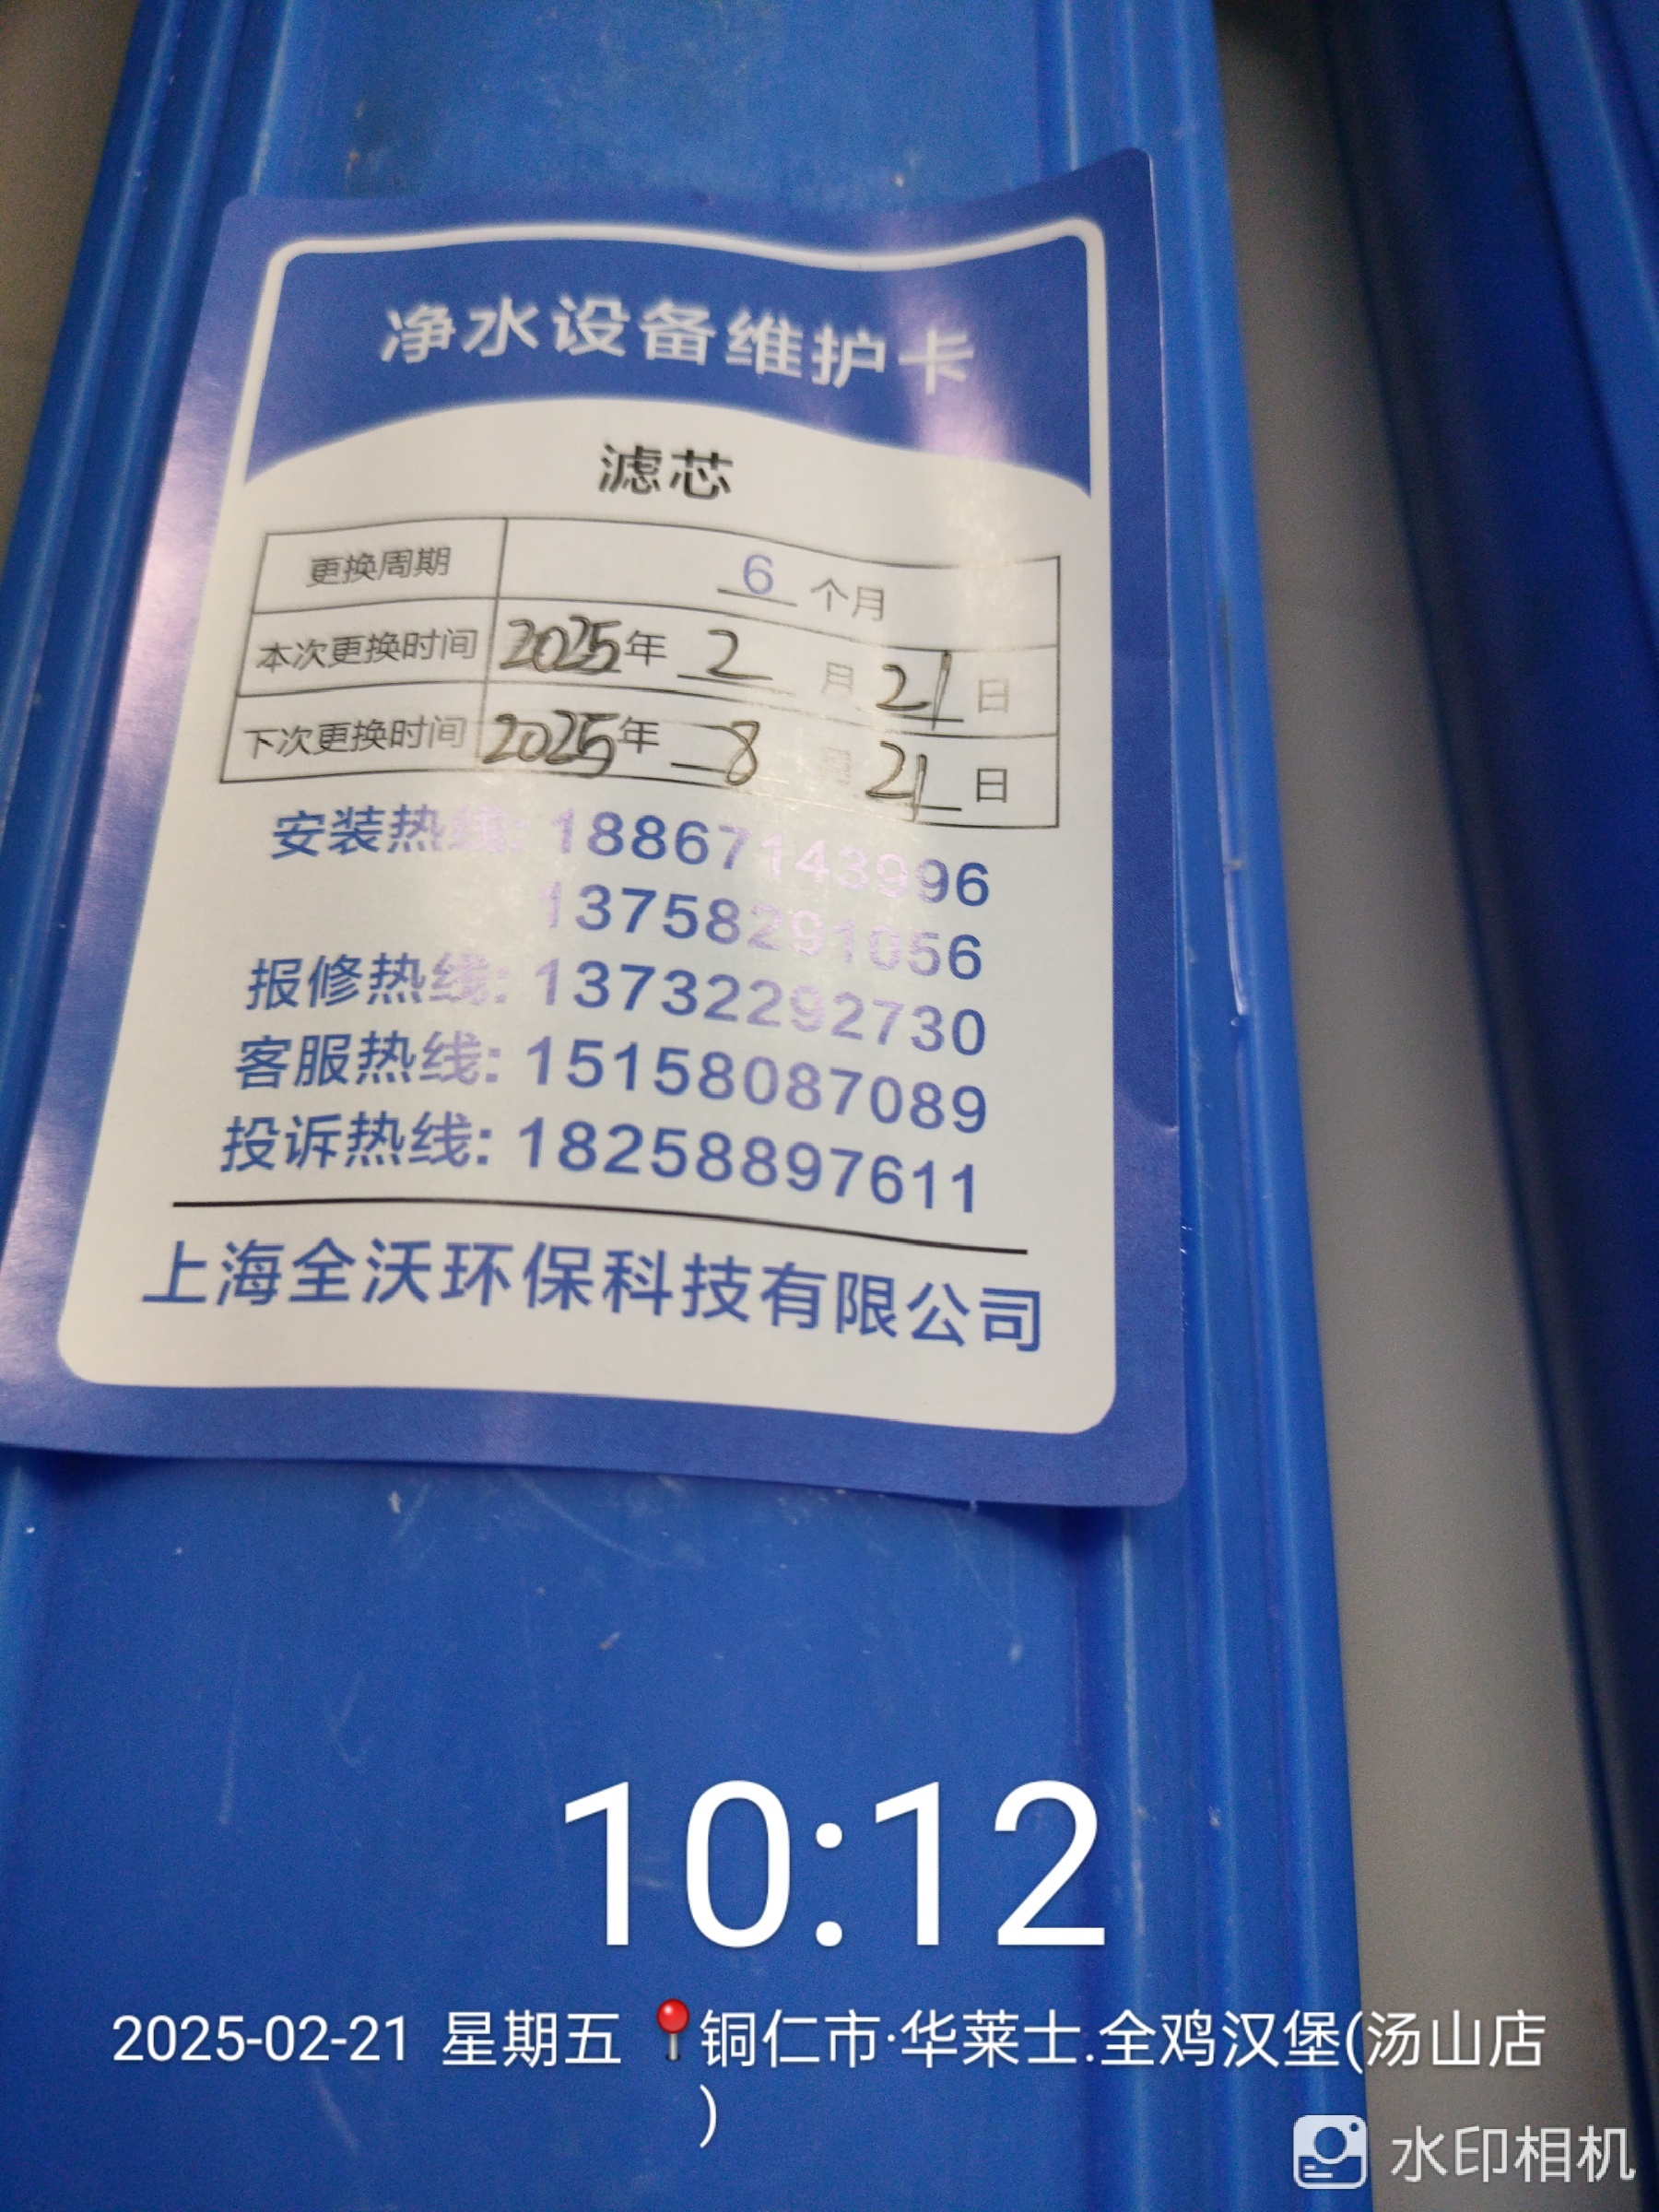 净水设备维护卡
滤芯
更换周期 6 个月
本次更换时间 2025年 2 月 21 日
下次更换时间 2025年 8 月 21 日
安装热线: 18867143996
13758291056
报修热线: 13732292730
客服热线: 15158087089
投诉热线: 18258897611
上海全沃环保科技有限公司
10:12
2025-02-21 星期五 铜仁市·华莱士.全鸡汉堡(汤山店
)
水印相机